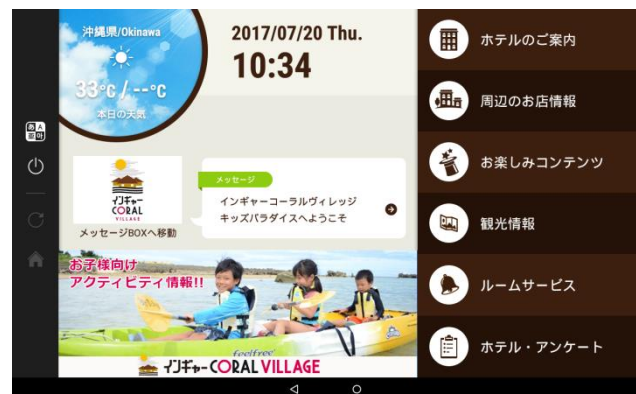 沖縄県/Okinawa
33°C / --°C
本日の天気
2017/07/20 Thu.
10:34
あ A
茶 아
インギャー
CORAL
VILLAGE
メッセージBOXへ移動
メッセージ
インギャーコーラルヴィレッジ
キッズパラダイスへようこそ
お子様向け
アクティビティ情報!!
feelfree
インギャーCORAL VILLAGE
ホテルのご案内
周辺のお店情報
お楽しみコンテンツ
観光情報
ルームサービス
ホテル・アンケート